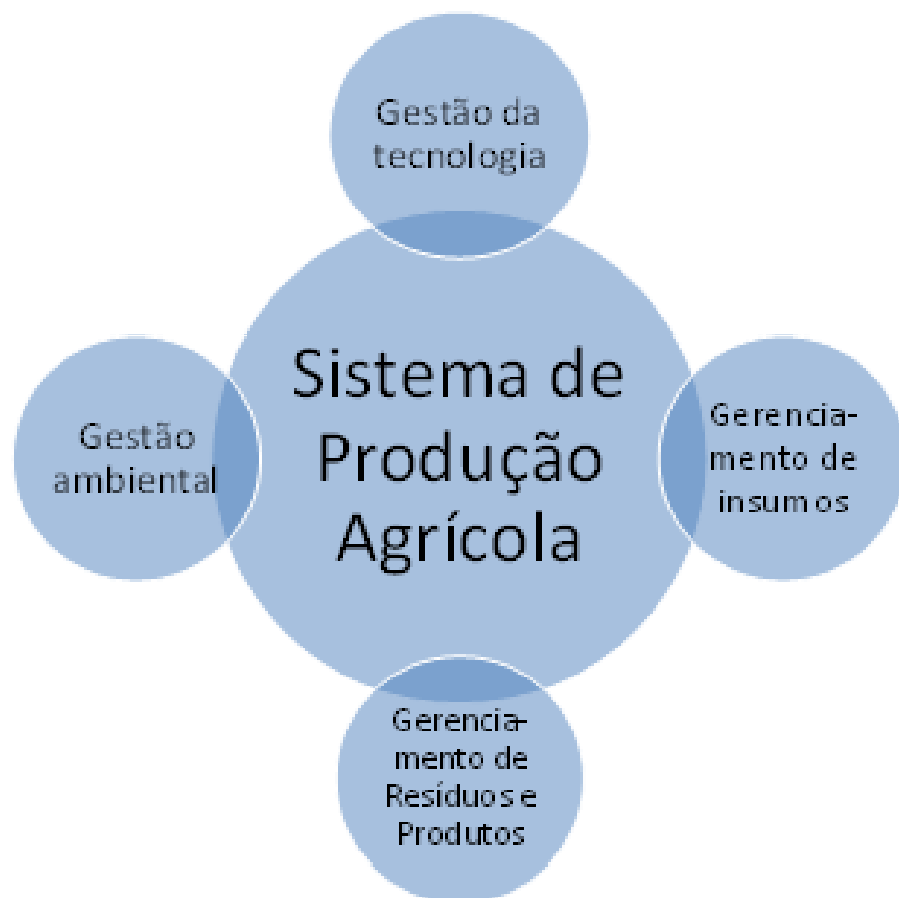 Gestão da
tecnologia
Sistema de
Produção
Agrícola
Gestão
ambiental
Gerencia-
mento de
insumos
Gerencia-
mento de
Resíduos e
Produtos